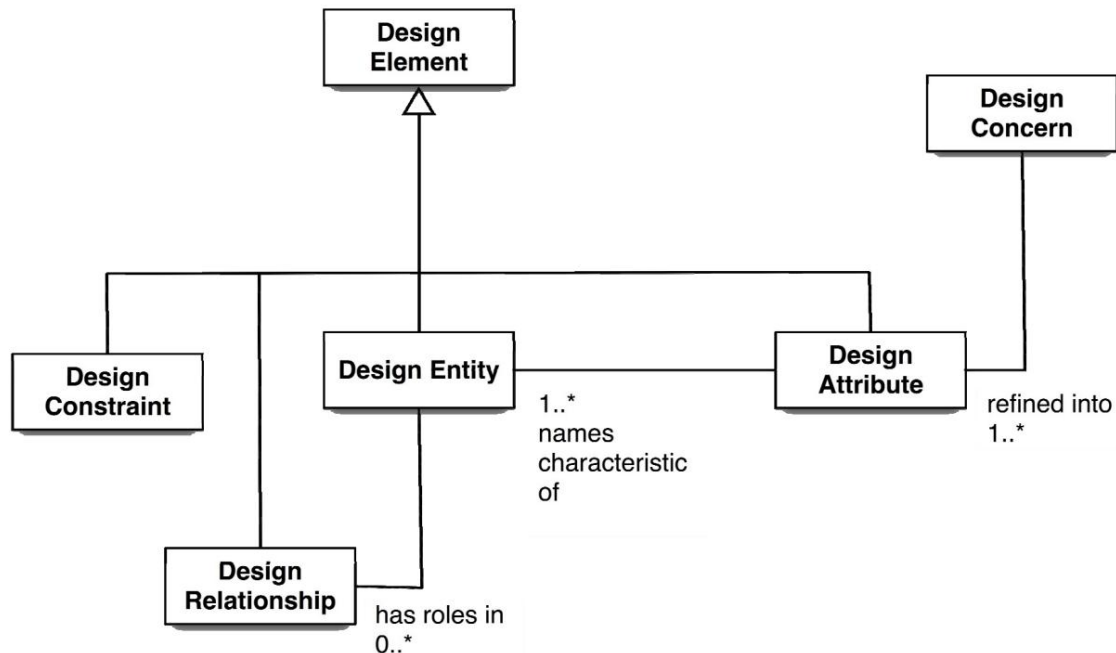 Design
Element
Design
Concern
Design
Constraint
Design Entity
Design
Attribute
1..*
names
characteristic
of
refined into
1..*
Design
Relationship
has roles in
0..*